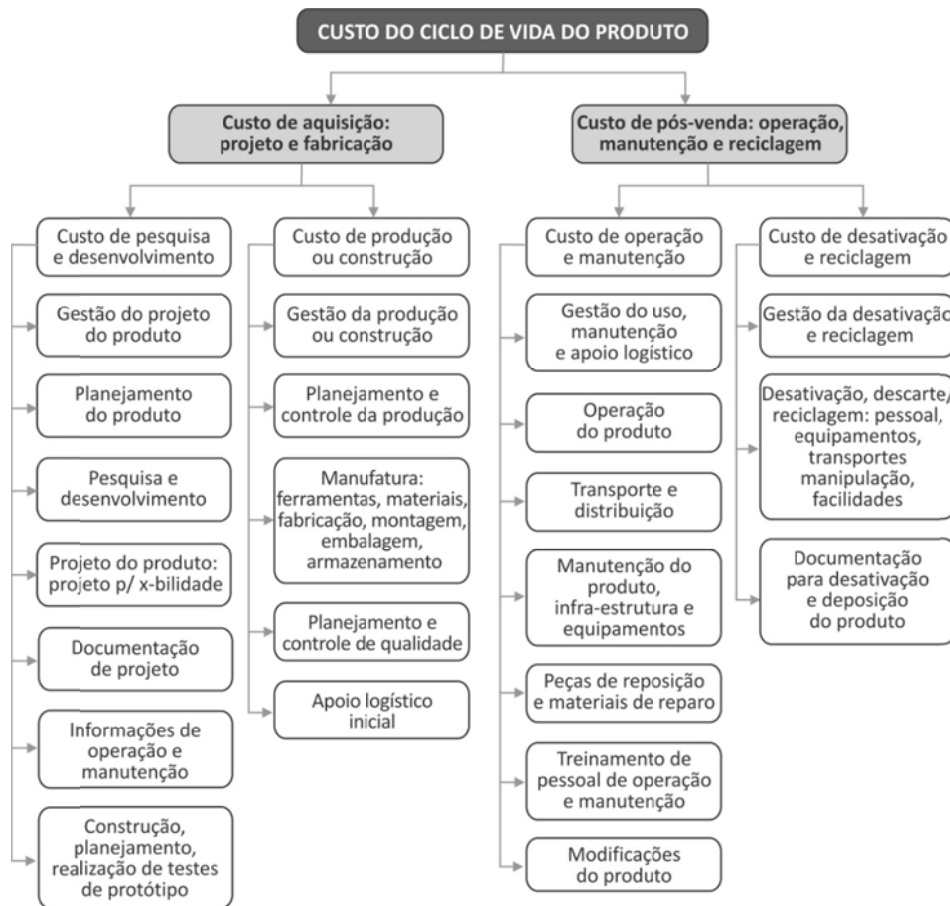 CUSTO DO CICLO DE VIDA DO PRODUTO
Custo de aquisição:
projeto e fabricação
Custo de pós-venda: operação,
manutenção e reciclagem
Custo de pesquisa
e desenvolvimento
Gestão do projeto
do produto
Planejamento
do produto
Pesquisa e
desenvolvimento
Projeto do produto:
projeto p/ x-bilidade
Documentação
de projeto
Informações de
operação e
manutenção
Construção,
planejamento,
realização de testes
de protótipo
Custo de produção
ou construção
Gestão da produção
ou construção
Planejamento e
controle da produção
Manufatura:
ferramentas, materiais,
fabricação, montagem,
embalagem,
armazenamento
Planejamento e
controle de qualidade
Apoio logístico
inicial
Custo de operação
e manutenção
Gestão do uso,
manutenção
e apoio logístico
Operação
do produto
Transporte e
distribuição
Manutenção do
produto,
infra-estrutura e
equipamentos
Peças de reposição
e materiais de reparo
Treinamento de
pessoal de operação
e manutenção
Modificações
do produto
Custo de desativação
e reciclagem
Gestão da desativação
e reciclagem
Desativação, descarte/
reciclagem: pessoal,
equipamentos,
transportes
manipulação,
facilidades
Documentação
para desativação
e deposição
do produto